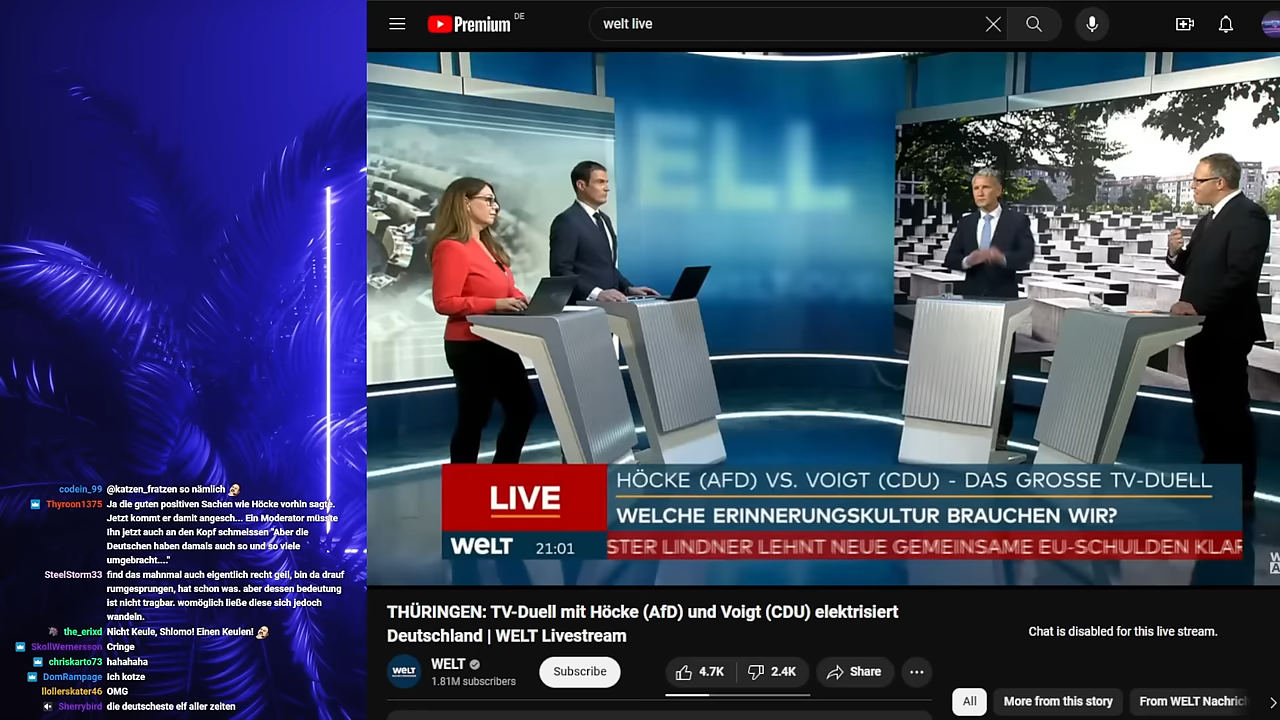 Premium DE
welt live
ELL
HÖCKE (AFD) VS. VOIGT (CDU) - DAS GROSSE TV-DUELL
LIVE
WELCHE ERINNERUNGSKULTUR BRAUCHEN WIR?
WELT 21:01
STER LINDNER LEHNT NEUE GEMEINSAME EU-SCHULDEN KLAR
codein_99 @katzen_fratzen so nämlich
Thyroon1375 Ja die guten positiven Sachen wie Höcke vorhin sagte.
Jetzt kommt er damit angesch... Ein Moderator müsste
Ihn jetzt auch an den Kopf schmeissen "Aber die
Deutschen haben damals auch so und so viele
umgebracht...."
SteelStorm33 find das mahnmal auch eigentlich recht geil, bin da drauf
rumgesprungen, hat schon was. aber dessen bedeutung
ist nicht tragbar. womöglich ließe diese sich jedoch
wandeln.
the_erixd Nicht Keule, Shlomo! Einen Keulen!
SkollWernersson Cringe
chriskarto73 hahahaha
DomRampage Ich kotze
llollerskater46 OMG
Sherrybird die deutscheste elf aller zeiten
THÜRINGEN: TV-Duell mit Höcke (AfD) und Voigt (CDU) elektrisiert
Deutschland | WELT Livestream
Chat is disabled for this live stream.
welt
WELT
1.81M subscribers
Subscribe
4.7K
2.4K
Share
All
More from this story
From WELT Nachric